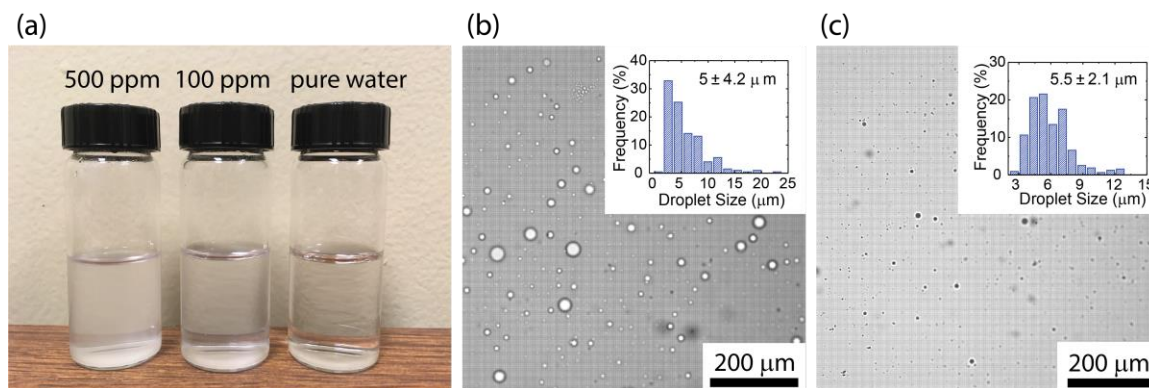 (a)
500 ppm 100 ppm pure water
(b)
40
30
20
10
0
Frequency (%)
5 ± 4.2 μ m
5 10 15 20 25
Droplet Size (μm)
200 μm
(c)
30
20
10
0
Frequency (%)
5.5 ± 2.1 μm
3 6 9 12 15
Droplet Size (μm)
200 μm